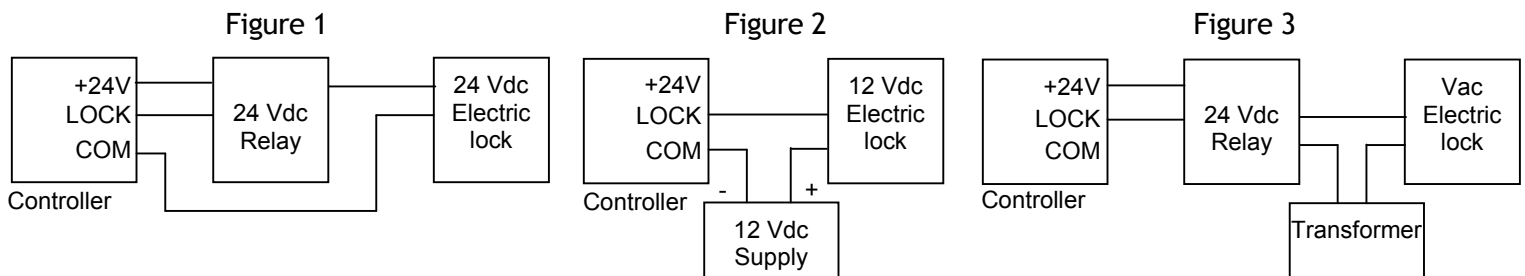 Figure 1
+24V
LOCK
COM
Controller
24 Vdc
Relay
24 Vdc
Electric
lock
Figure 2
+24V
LOCK
COM
Controller
-
+
12 Vdc
Supply
12 Vdc
Electric
lock
Figure 3
+24V
LOCK
COM
Controller
24 Vdc
Relay
Transformer
Vac
Electric
lock